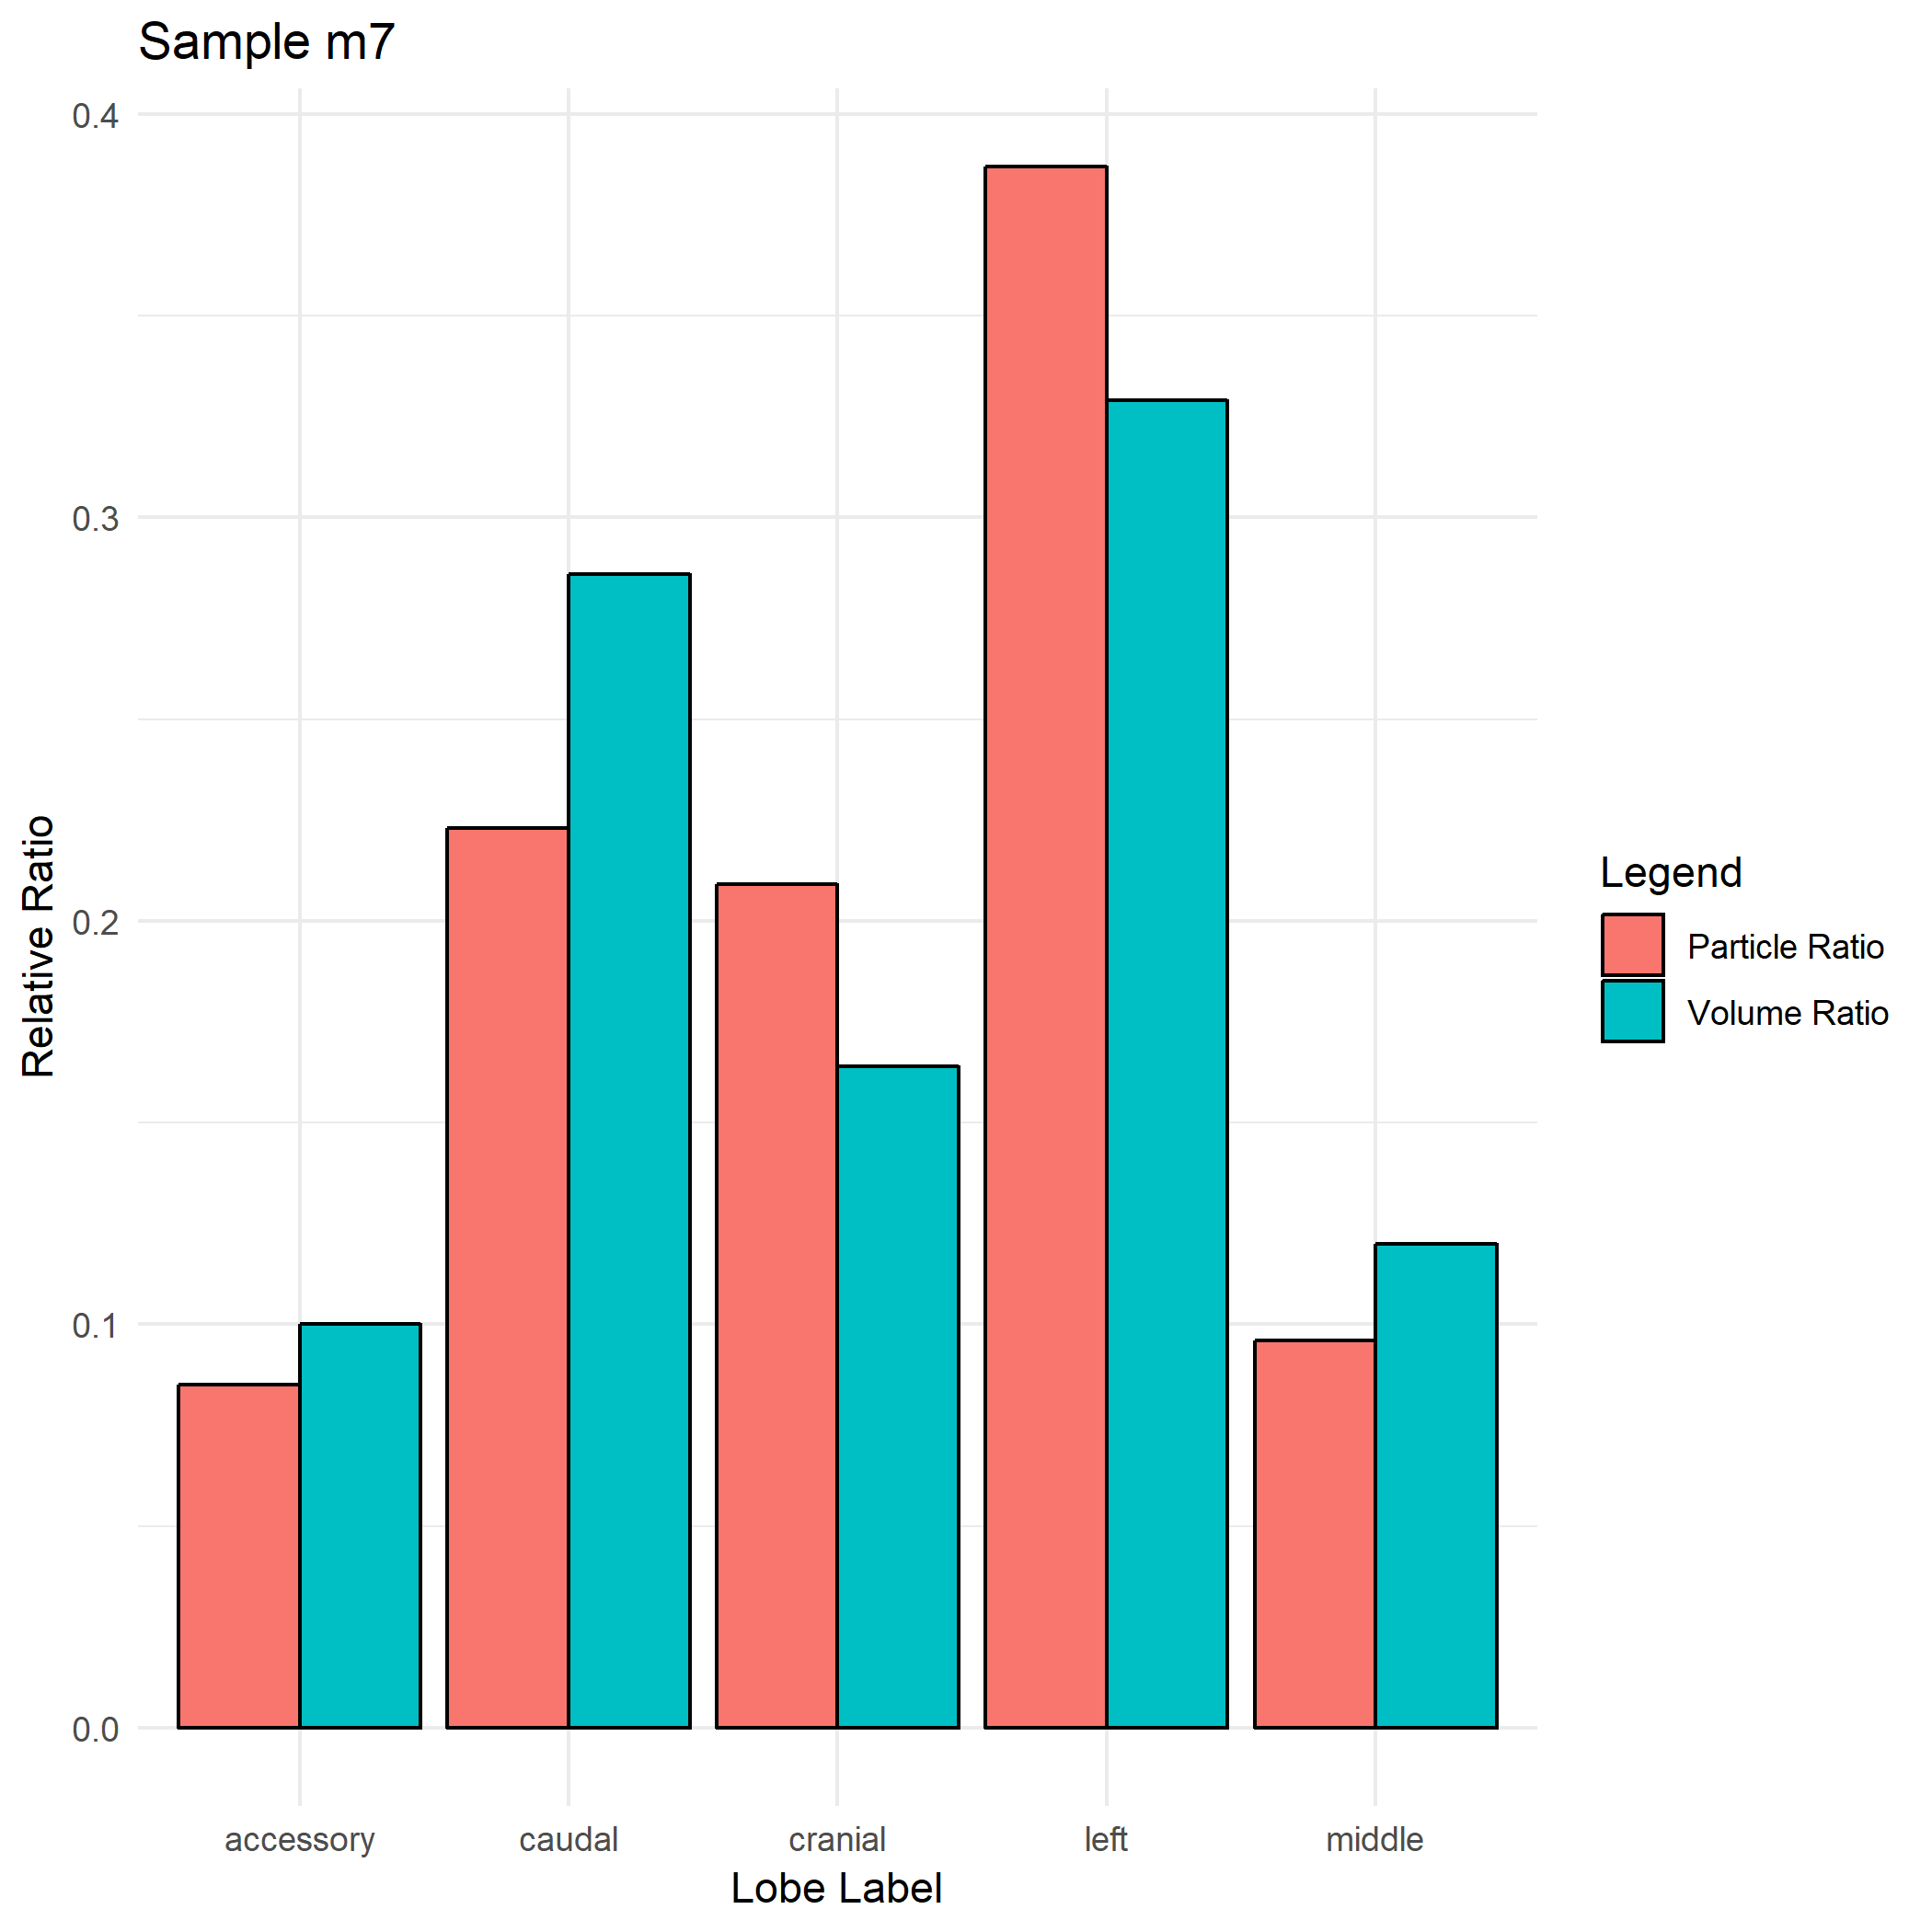 Sample m7
0.4
0.3
0.2
0.1
0.0
Relative Ratio
accessory caudal cranial left middle
Lobe Label
Legend
Particle Ratio
Volume Ratio